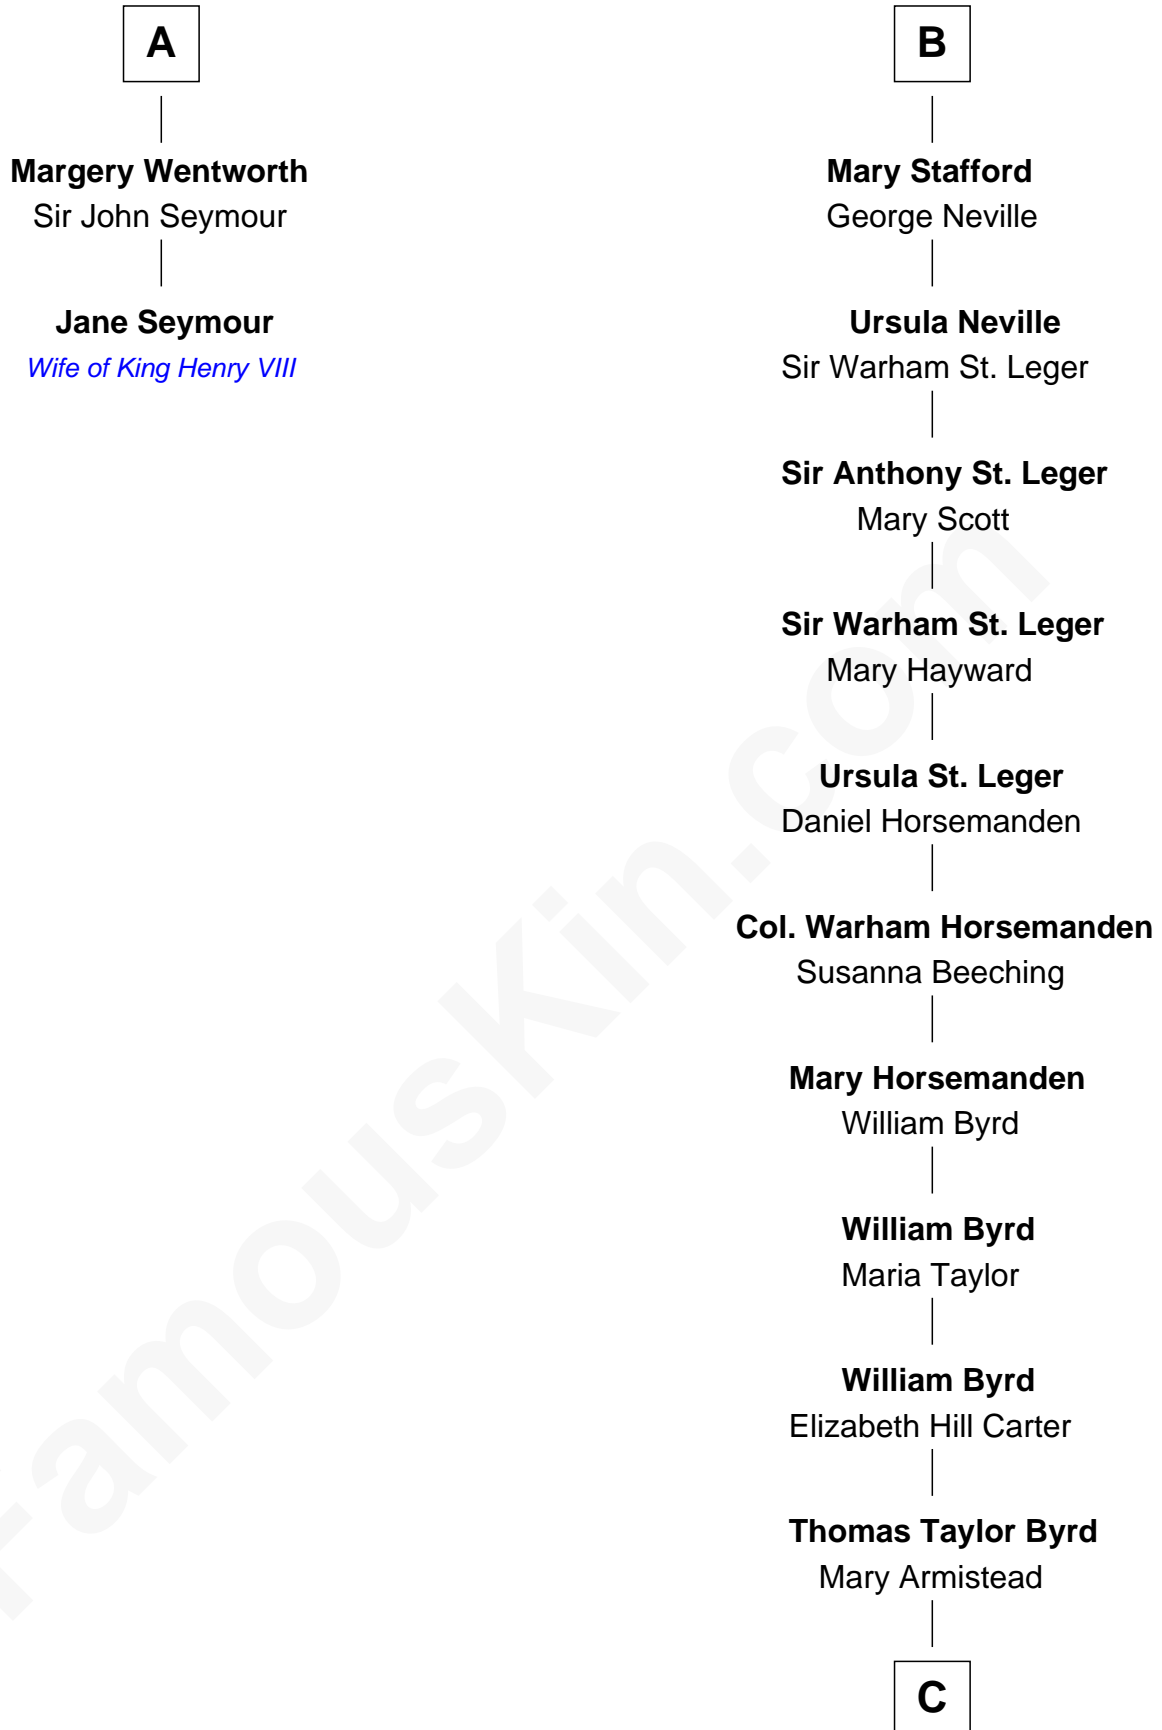 A
Margery Wentworth
Sir John Seymour
Jane Seymour
Wife of King Henry VIII
B
Mary Stafford
George Neville
Ursula Neville
Sir Warham St. Leger
Sir Anthony St. Leger
Mary Scott
Sir Warham St. Leger
Mary Hayward
Ursula St. Leger
Daniel Horsemanden
Col. Warham Horsemanden
Susanna Beeching
Mary Horsemanden
William Byrd
William Byrd
Maria Taylor
William Byrd
Elizabeth Hill Carter
Thomas Taylor Byrd
Mary Armistead
C
FamousKin.com